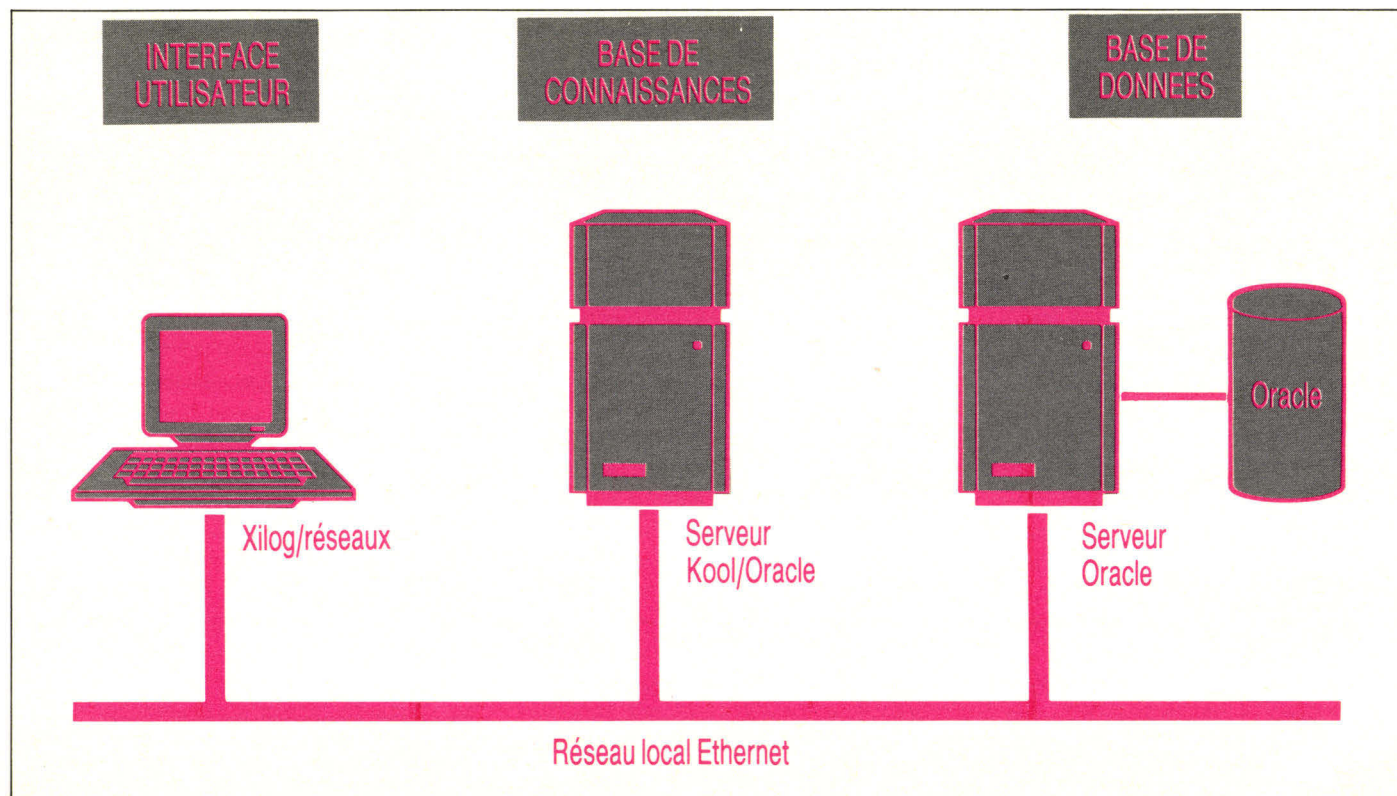 INTERFACE
UTILISATEUR
BASE DE
CONNAISSANCES
BASE DE
DONNEES
Oracle
Xilog/réseaux
Serveur
Kool/Oracle
Serveur
Oracle
Réseau local Ethernet